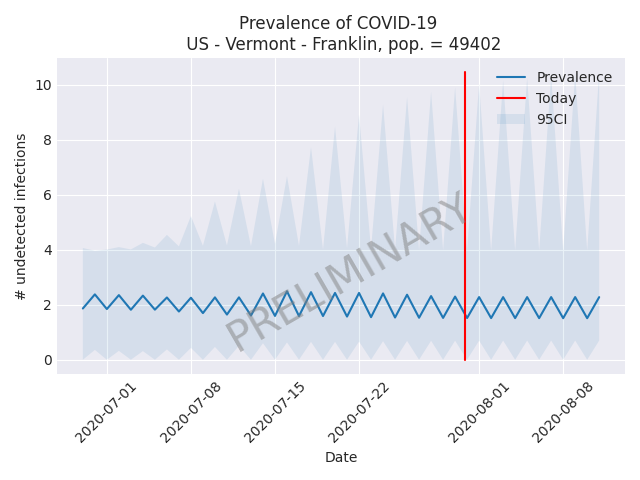 Prevalence of COVID-19
US - Vermont - Franklin, pop. = 49402
Prevalence
Today
95CI
10
8
6
4
2
0
# undetected infections
PRELIMINARY
2020-07-01
2020-07-08
2020-07-15
2020-07-22
2020-08-01
2020-08-08
Date